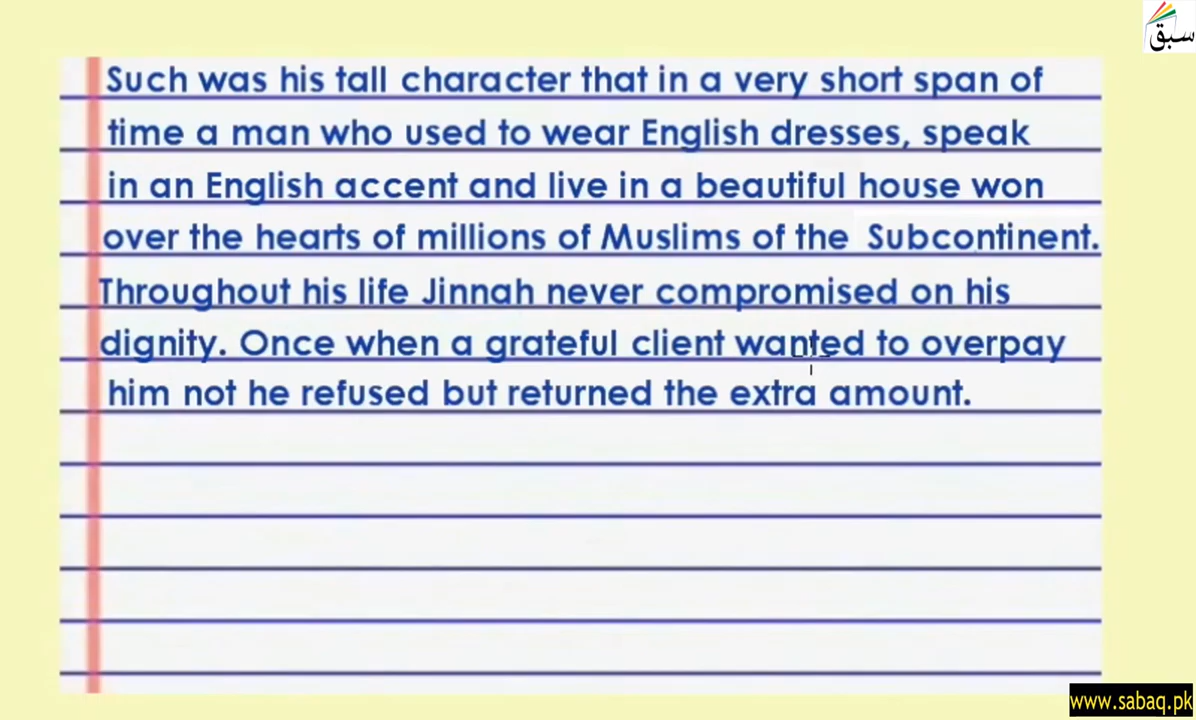 سبق
Such was his tall character that in a very short span of
time a man who used to wear English dresses, speak
in an English accent and live in a beautiful house won
over the hearts of millions of Muslims of the Subcontinent.
Throughout his life Jinnah never compromised on his
dignity. Once when a grateful client wanted to overpay
him not he refused but returned the extra amount.
www.sabaq.pk